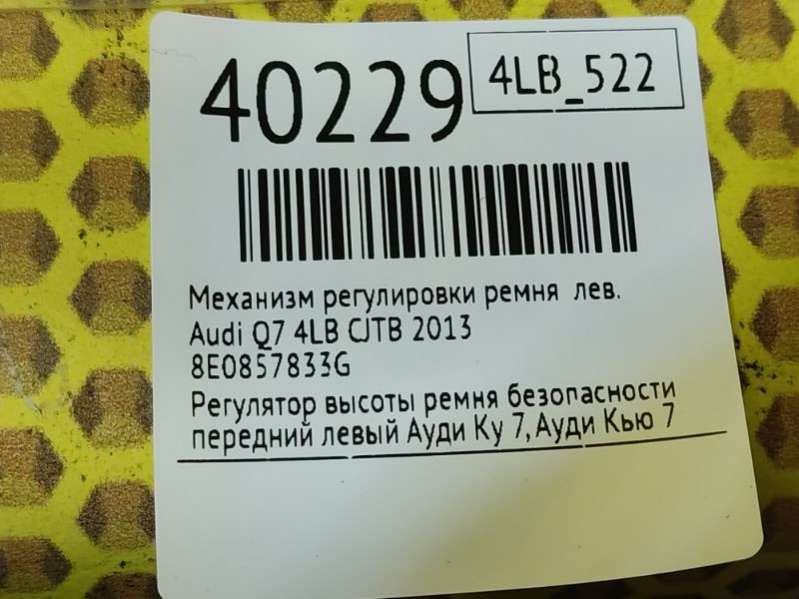 40229
4LB_522
Механизм регулировки ремня лев.
Audi Q7 4LB CJTB 2013
8E0857833G
Регулятор высоты ремня безопасности
передний левый Ауди Ку 7,Ауди Кью 7